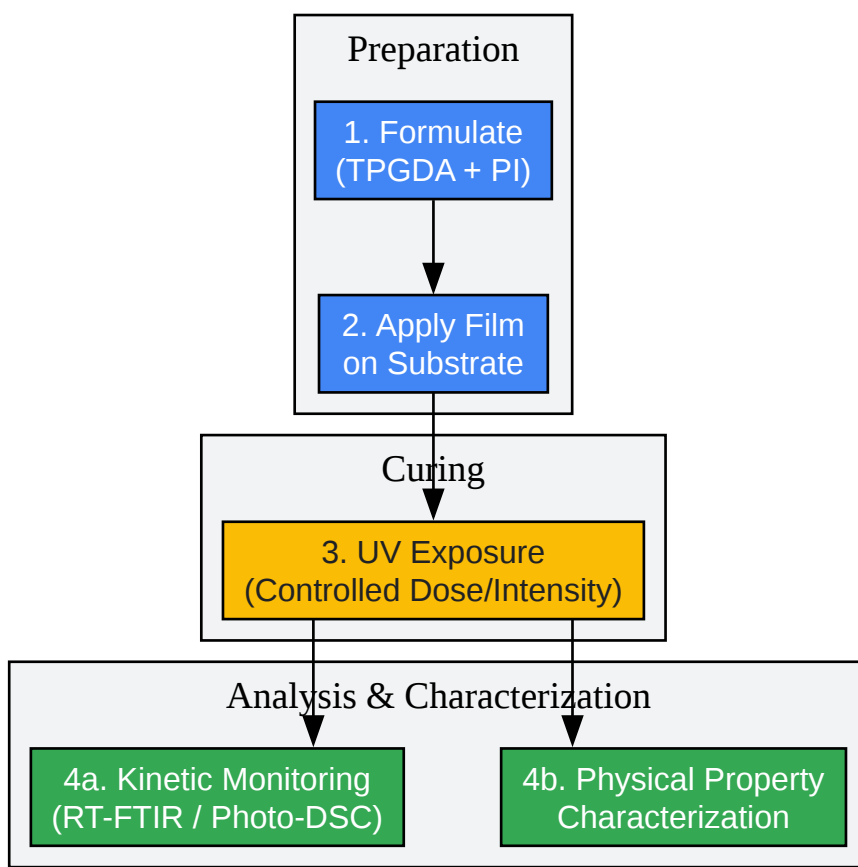 Preparation
1. Formulate
(TPGDA + PI)
2. Apply Film
on Substrate
Curing
3. UV Exposure
(Controlled Dose/Intensity)
Analysis & Characterization
4a. Kinetic Monitoring
(RT-FTIR / Photo-DSC)
4b. Physical Property
Characterization